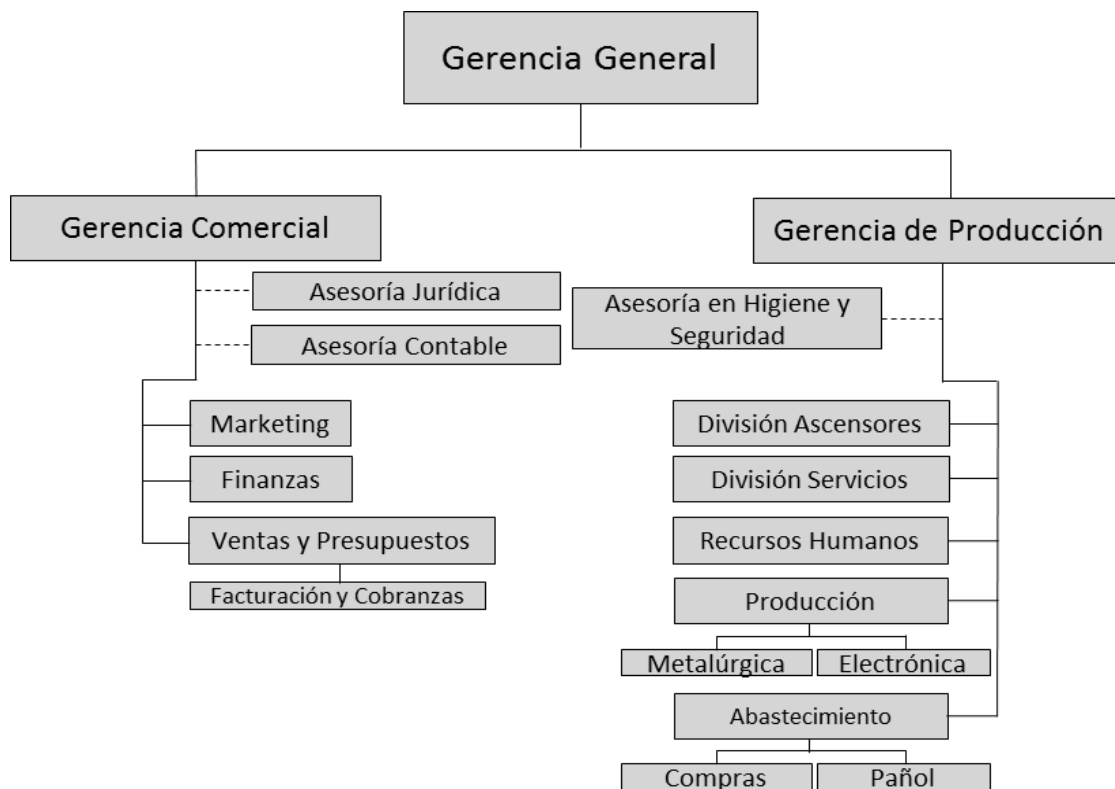 Gerencia General
Gerencia Comercial
Gerencia de Producción
Asesoría Jurídica
Asesoría en Higiene y
Seguridad
Asesoría Contable
Marketing
División Ascensores
Finanzas
División Servicios
Ventas y Presupuestos
Recursos Humanos
Facturación y Cobranzas
Producción
Metalúrgica
Electrónica
Abastecimiento
Compras
Pañol